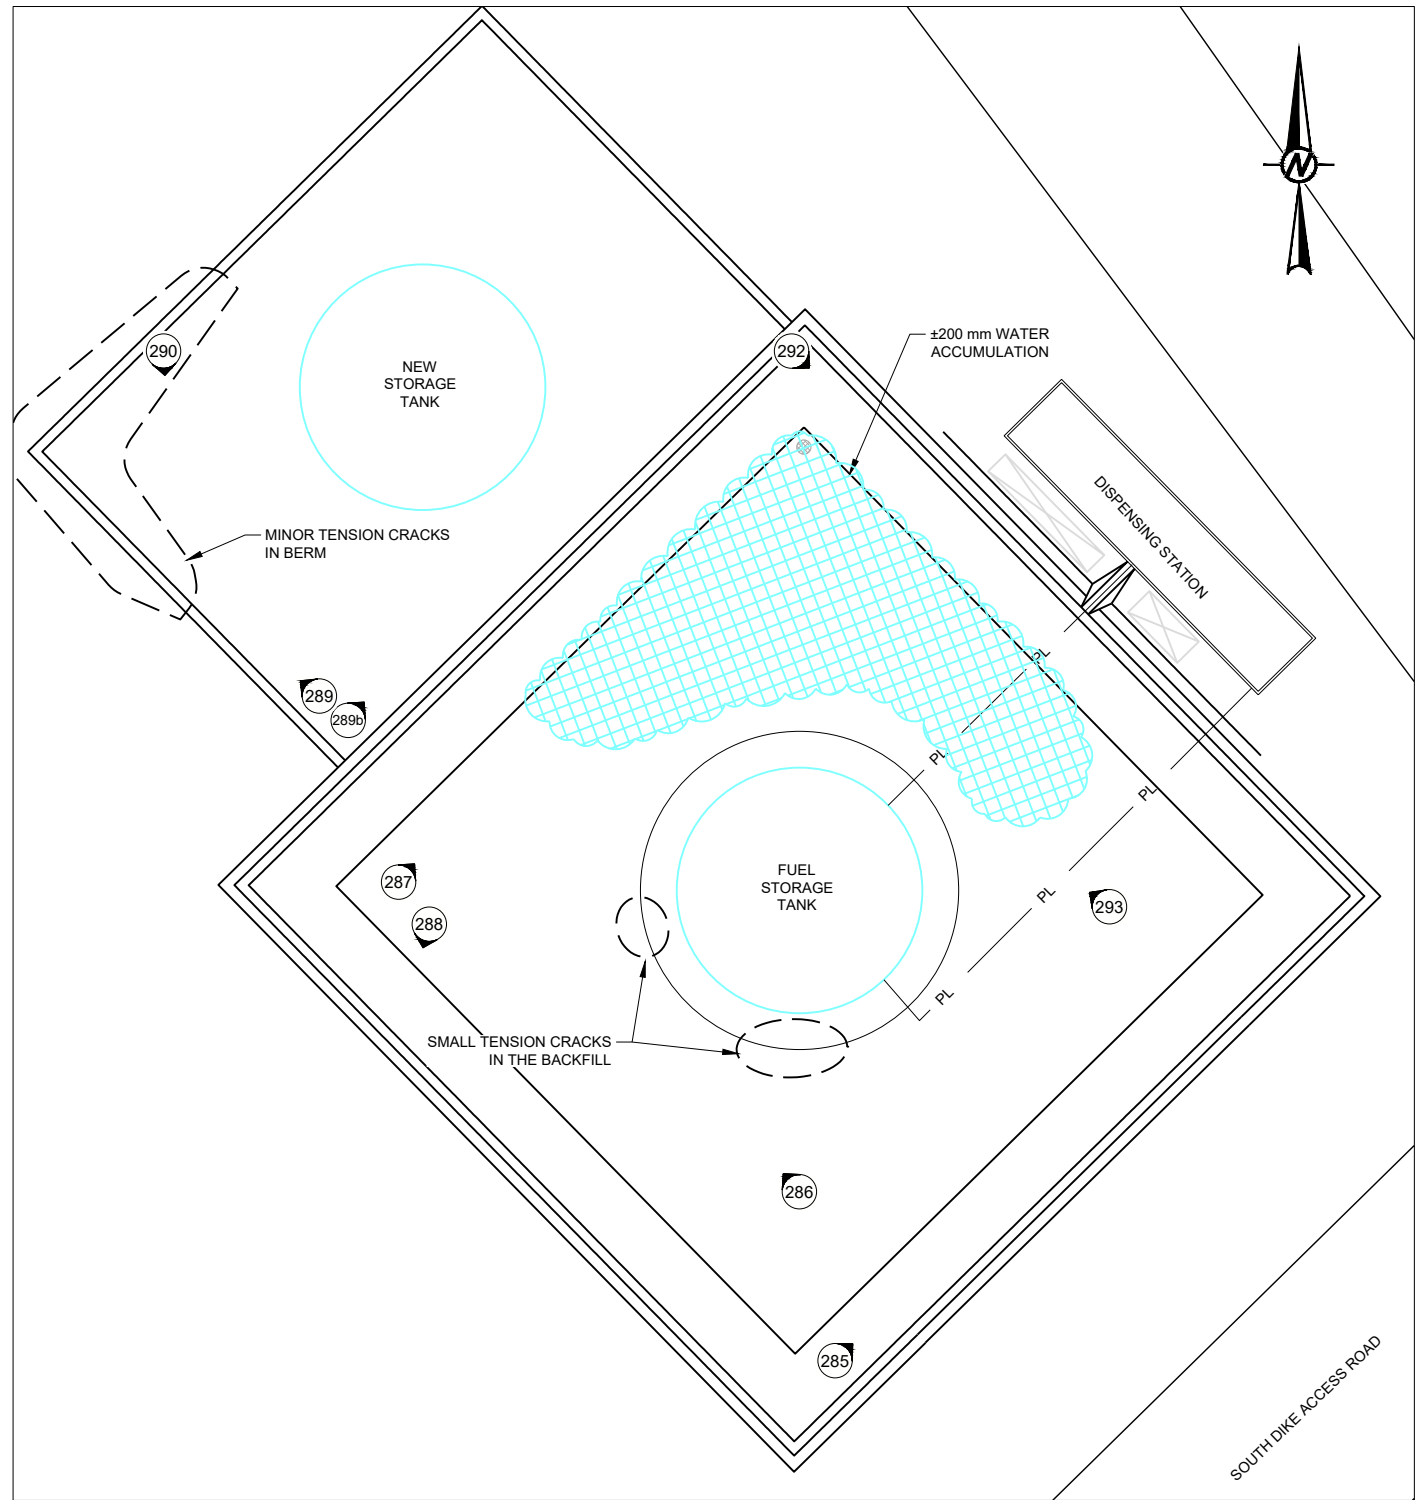 N
±200 mm WATER
ACCUMULATION
290
292
NEW
STORAGE
TANK
DISPENSING STATION
MINOR TENSION CRACKS
IN BERM
PL
289
289b
PL
PL
287
FUEL
STORAGE
TANK
PL
293
288
PL
SMALL TENSION CRACKS
IN THE BACKFILL
286
285
SOUTH DIKE ACCESS ROAD